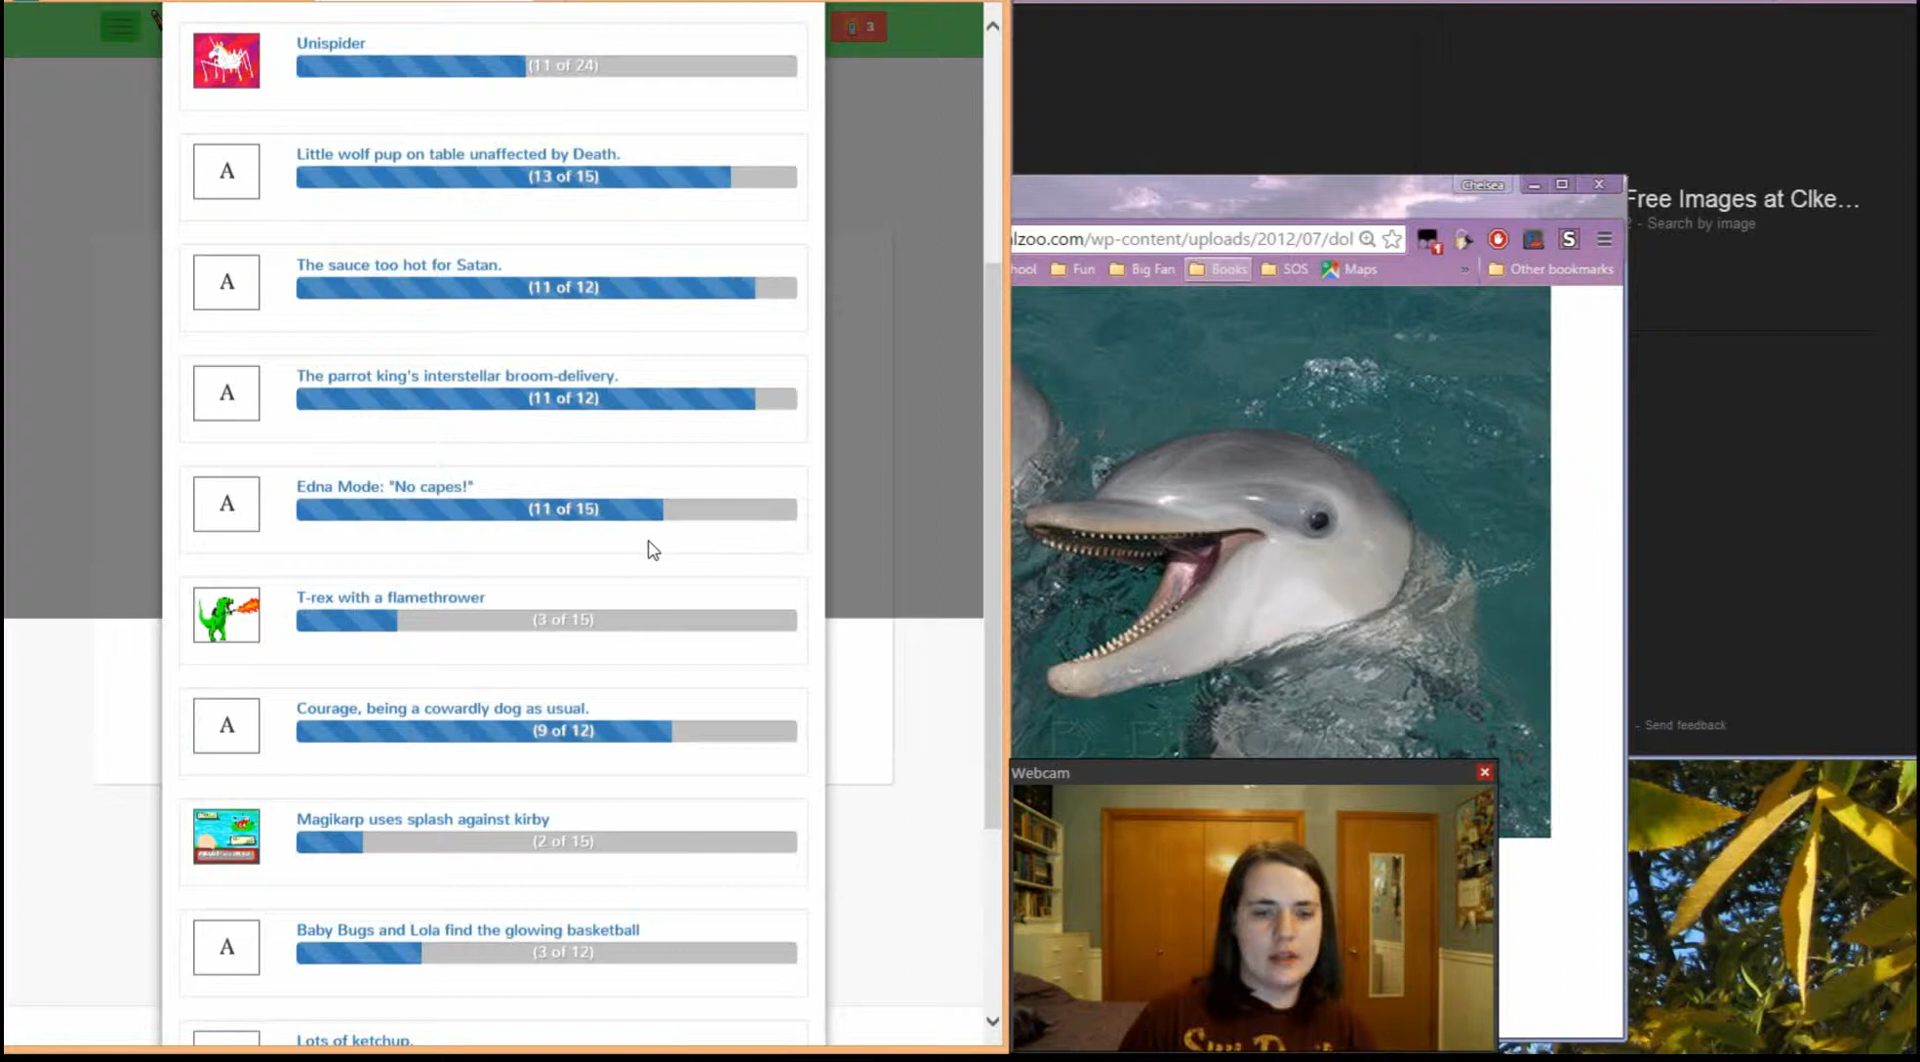 3
Unispider
(11 of 24)
A
Little wolf pup on table unaffected by Death.
(13 of 15)
A
The sauce too hot for Satan.
(11 of 12)
A
The parrot king's interstellar broom-delivery.
(11 of 12)
A
Edna Mode: "No capes!"
(11 of 15)
T-rex with a flamethrower
(3 of 15)
A
Courage, being a cowardly dog as usual.
(9 of 12)
Magikarp uses splash against kirby
(2 of 15)
A
Baby Bugs and Lola find the glowing basketball
(3 of 12)
Lots of ketchup.
Chelsea
lzoo.com/wp-content/uploads/2012/07/dol
1
S
hool Fun Big Fan Books SOS Maps » Other bookmarks
Free Images at Clke...
- Search by image
- Send feedback
Webcam